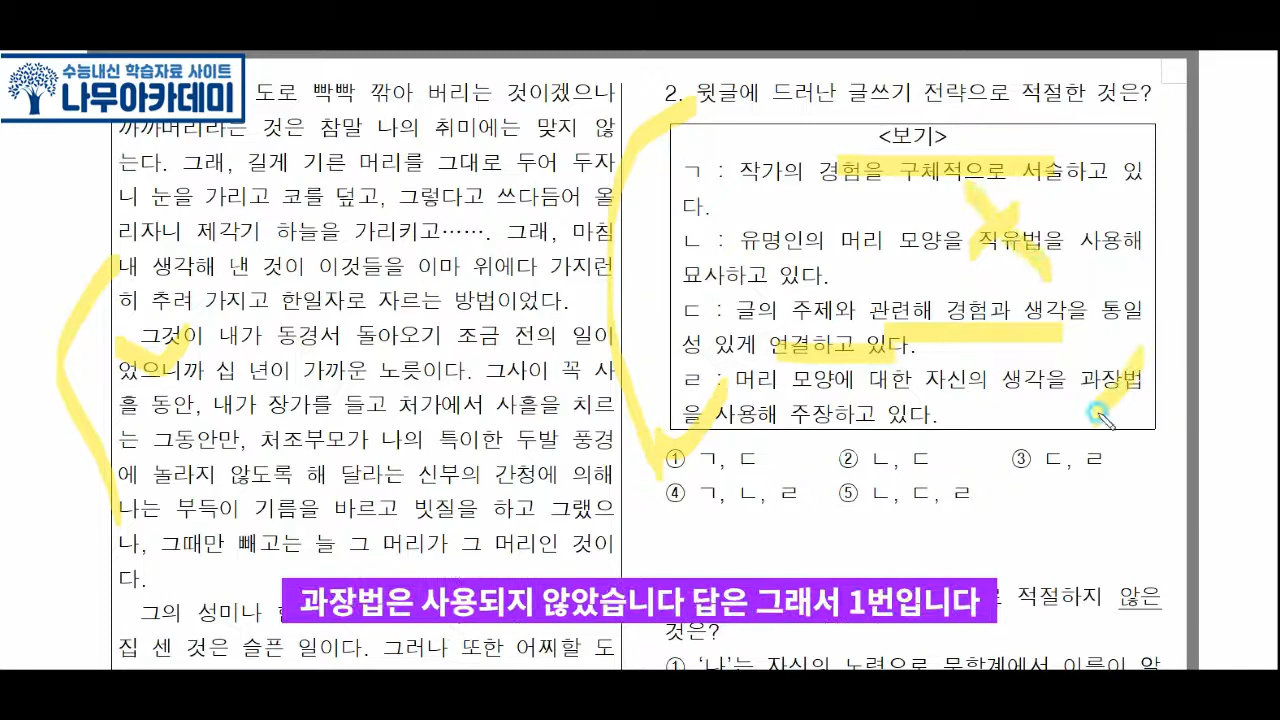 수능내신 학습자료 사이트
나무아카데미
도로 빡빡 깎아 버리는 것이겠으나
까까머리라는 것은 참말 나의 취미에는 맞지 않
는다. 그래, 길게 기른 머리를 그대로 두어 두자
니 눈을 가리고 코를 덮고, 그렇다고 쓰다듬어 올
리자니 제각기 하늘을 가리키고……. 그래, 마침
내 생각해 낸 것이 이것들을 이마 위에다 가지런
히 추려 가지고 한일자로 자르는 방법이었다.
그것이 내가 동경서 돌아오기 조금 전의 일이
었으니까 십 년이 가까운 노릇이다. 그사이 꼭 사
흘 동안, 내가 장가를 들고 처가에서 사흘을 치르
는 그동안만, 처조부모가 나의 특이한 두발 풍경
에 놀라지 않도록 해 달라는 신부의 간청에 의해
나는 부득이 기름을 바르고 빗질을 하고 그랬으
나, 그때만 빼고는 늘 그 머리가 그 머리인 것이
다.
그의 성미나
집 센 것은 슬픈 일이다. 그러나 또한 어찌할 도
2. 윗글에 드러난 글쓰기 전략으로 적절한 것은?
<보기>
ㄱ : 작가의 경험을 구체적으로 서술하고 있
다.
ㄴ : 유명인의 머리 모양을 직유법을 사용해
묘사하고 있다.
ㄷ : 글의 주제와 관련해 경험과 생각을 통일
성 있게 연결하고 있다.
ㄹ : 머리 모양에 대한 자신의 생각을 과장법
을 사용해 주장하고 있다.
① ㄱ, ㄷ ② ㄴ, ㄷ ③ ㄷ, ㄹ
④ ㄱ, ㄴ, ㄹ ⑤ ㄴ, ㄷ, ㄹ
적절하지 않은
것은?
① '나'는 자신의 노력으로 문학계에서 이름이 알
과장법은 사용되지 않았습니다 답은 그래서 1번입니다